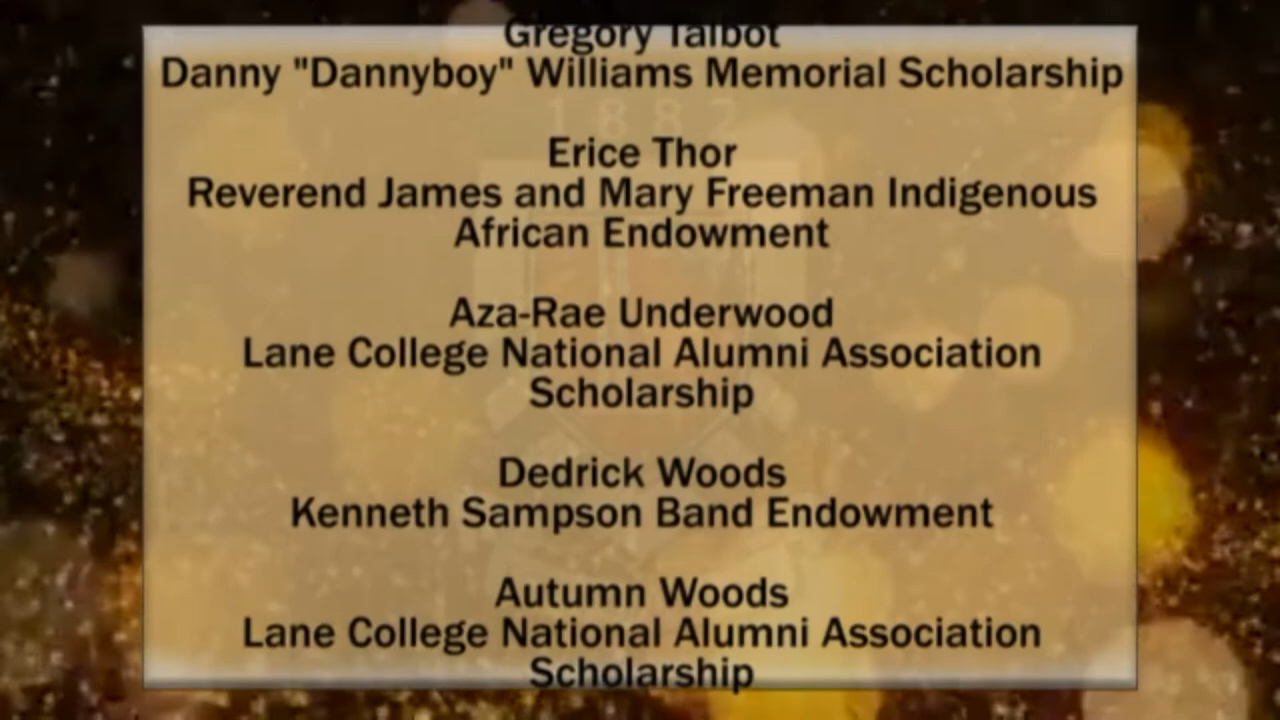 Gregory Talbot
Danny "Dannyboy" Williams Memorial Scholarship
1882
Erice Thor
Reverend James and Mary Freeman Indigenous
African Endowment
Aza-Rae Underwood
Lane College National Alumni Association
Scholarship
Dedrick Woods
Kenneth Sampson Band Endowment
Autumn Woods
Lane College National Alumni Association
Scholarship